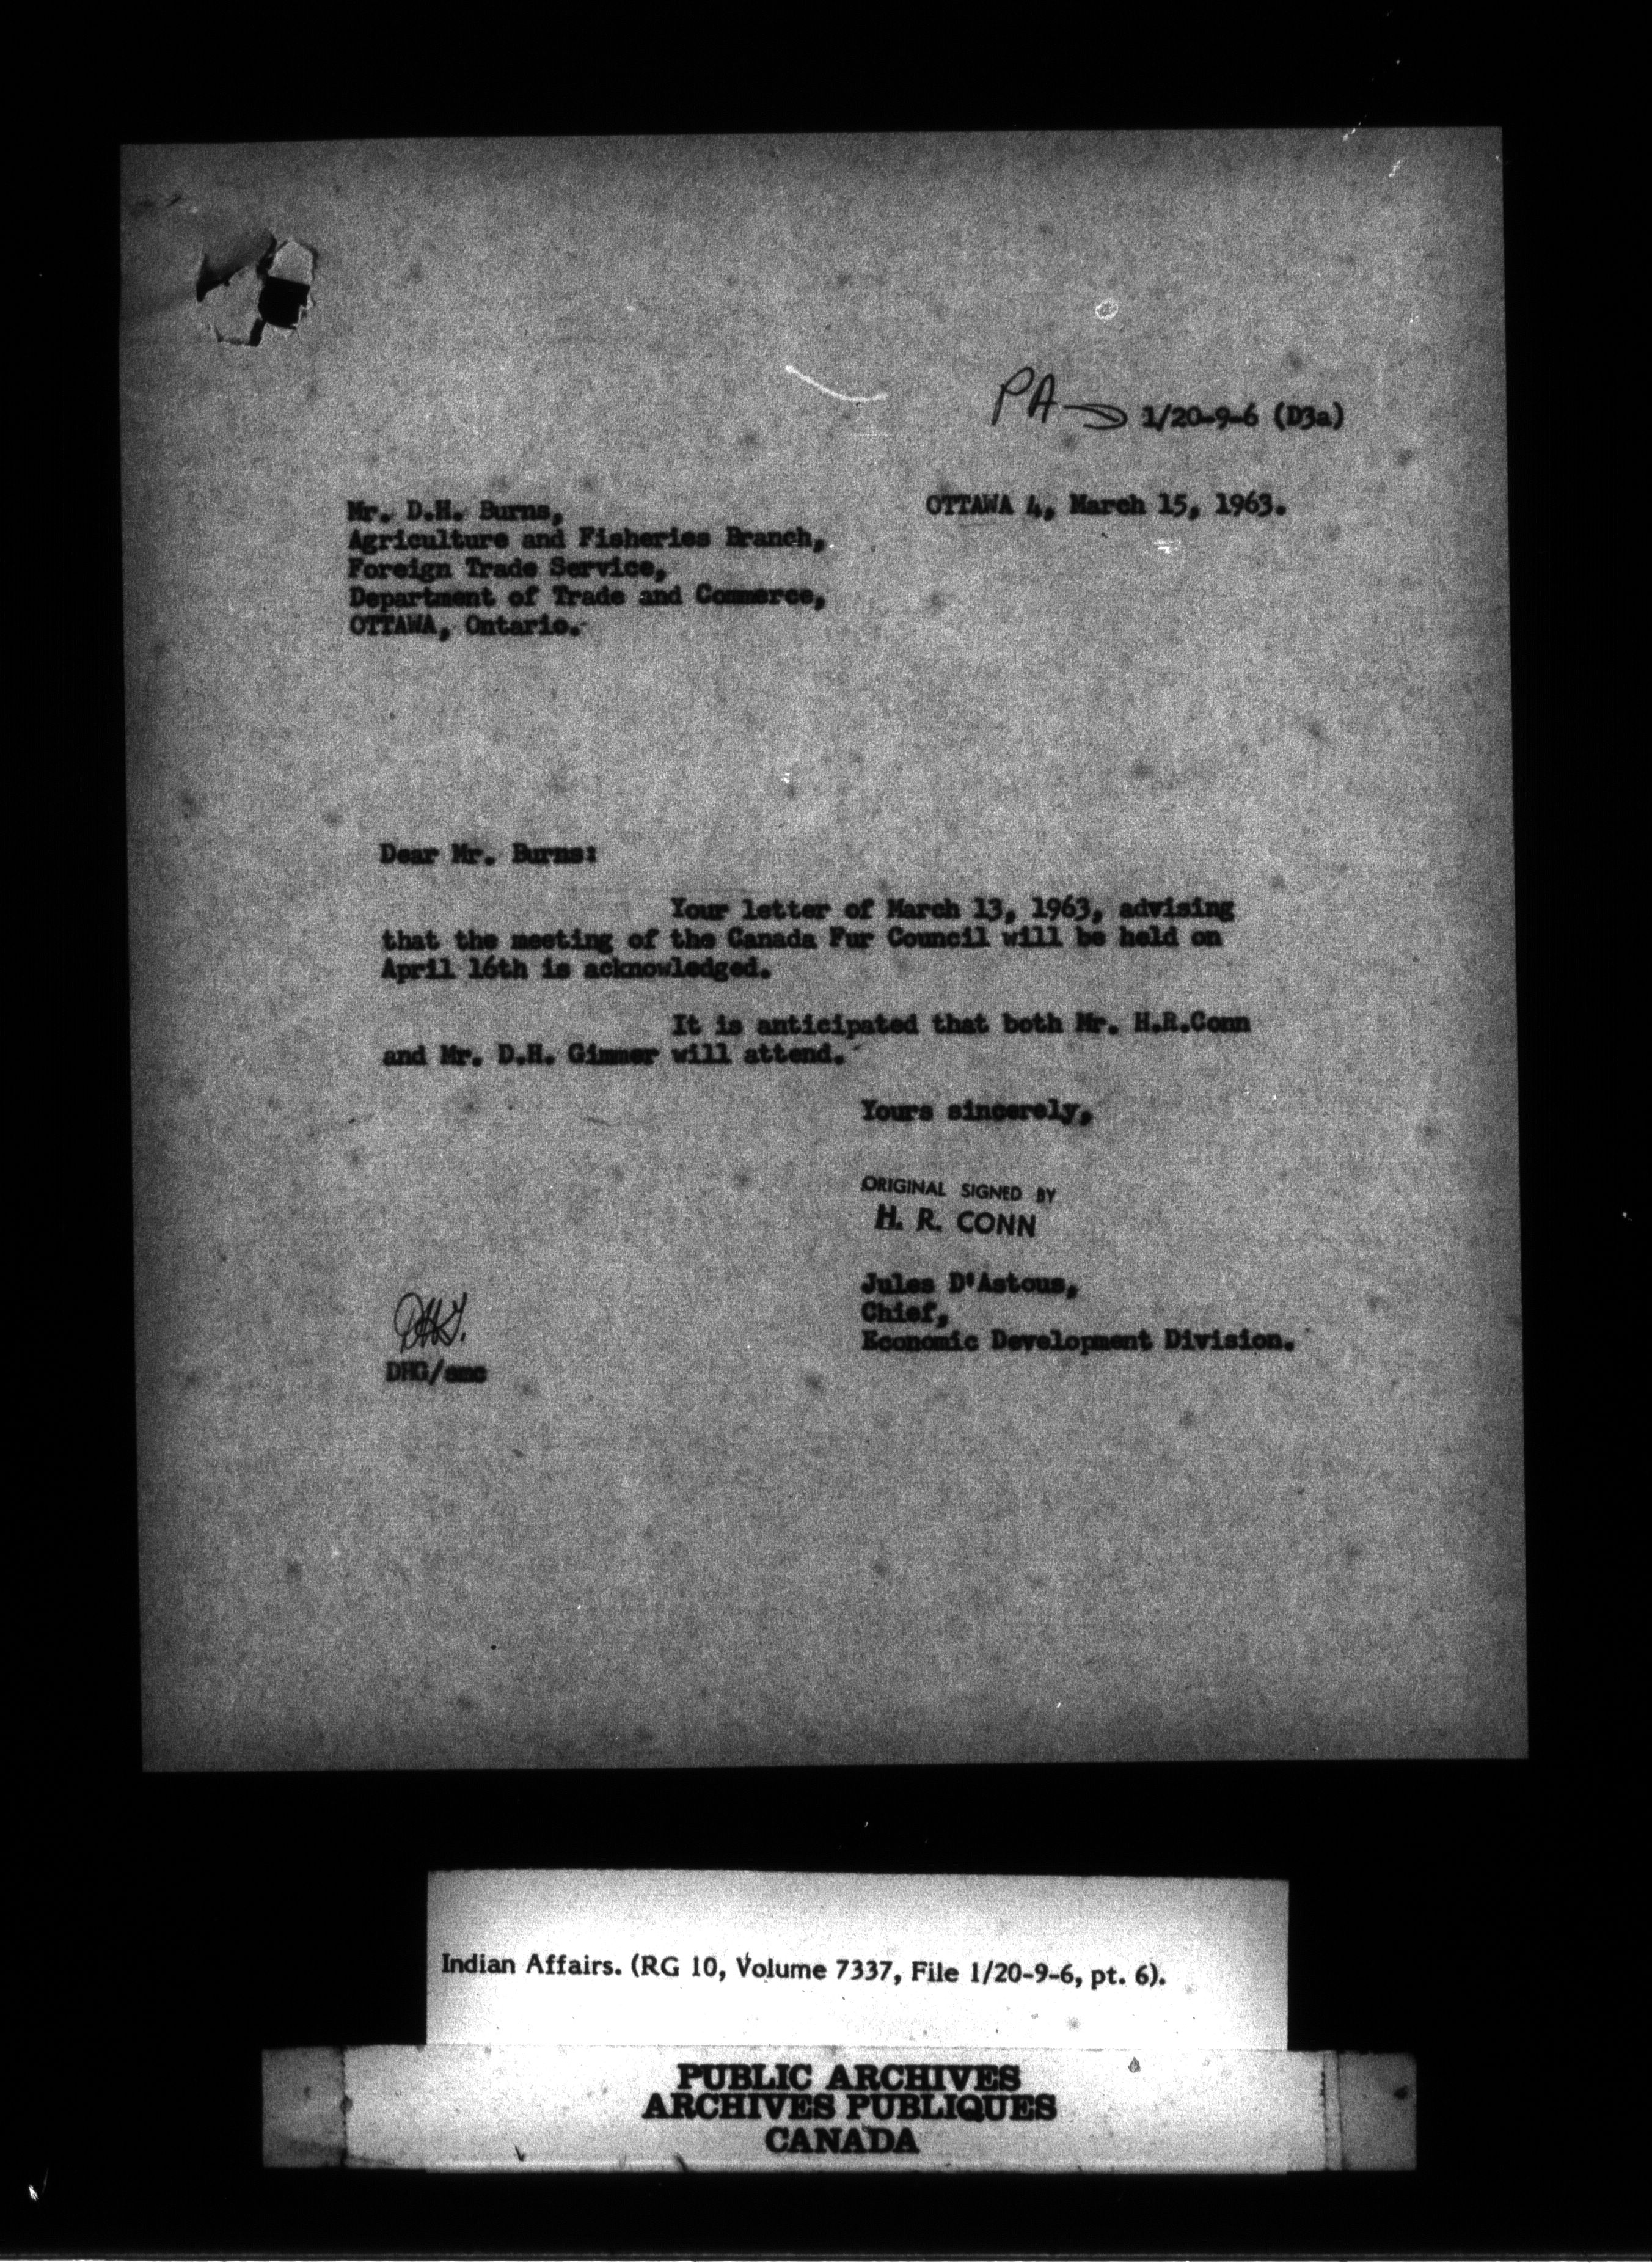 PA
1/20-9-6 (D3a)
OTTAWA 4, March 15, 1963.
Mr. D.H. Burns,
Agriculture and Fisheries Branch,
Foreign Trade Service,
Department of Trade and Commerce,
OTTAWA, Ontario.
Dear Mr. Burns:
Your letter of March 13, 1963, advising
that the meeting of the Canada Fur Council will be held on
April 16th is acknowledged.
It is anticipated that both Mr. H.R.Conn
and Mr. D.H. Gimmer will attend.
Yours sincerely,
ORIGINAL SIGNED BY
H. R. CONN
Jules D'Astous,
Chief,
Economic Development Division.
DHG.
DHG/smc
Indian Affairs. (RG 10, Volume 7337, File 1/20-9-6, pt. 6).
PUBLIC ARCHIVES
ARCHIVES PUBLIQUES
CANADA